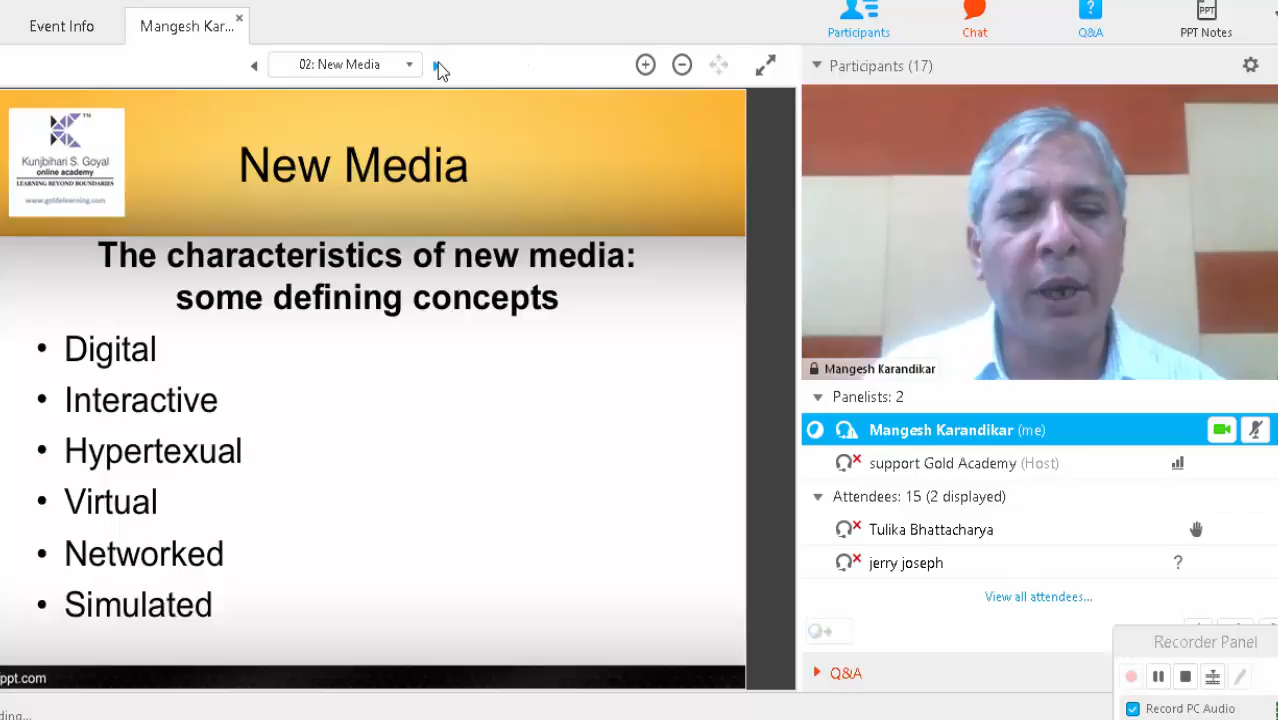 Event Info
Mangesh Kar...
Participants
Chat
Q&A
PPT
PPT Notes
02: New Media
Participants (17)
Kunjbihari S. Goyal
online academy
LEARNING BEYOND BOUNDARIES
www.goldelearning.com
TM
New Media
The characteristics of new media:
some defining concepts
• Digital
• Interactive
• Hypertexual
• Virtual
• Networked
• Simulated
ppt.com
ding...
Mangesh Karandikar
Panelists: 2
Mangesh Karandikar (me)
support Gold Academy (Host)
Attendees: 15 (2 displayed)
Tulika Bhattacharya
jerry joseph
?
View all attendees...
Q&A
Recorder Panel
Record PC Audio